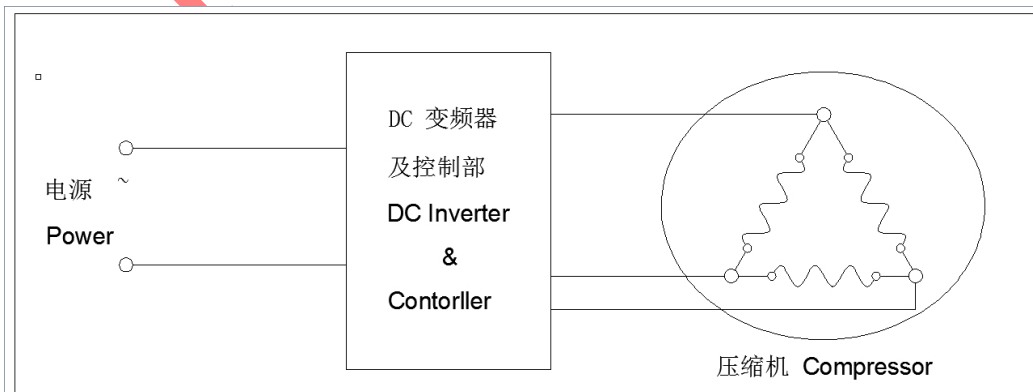 DC 变频器
及控制部
DC Inverter
&
Contorller
电源 ~
Power
压缩机 Compressor